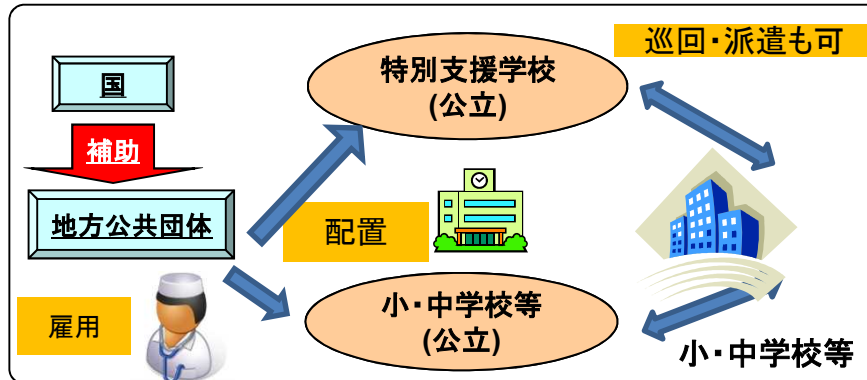 国
補助
地方公共団体
雇用
配置
特別支援学校
(公立)
小・中学校等
(公立)
巡回・派遣も可
小・中学校等